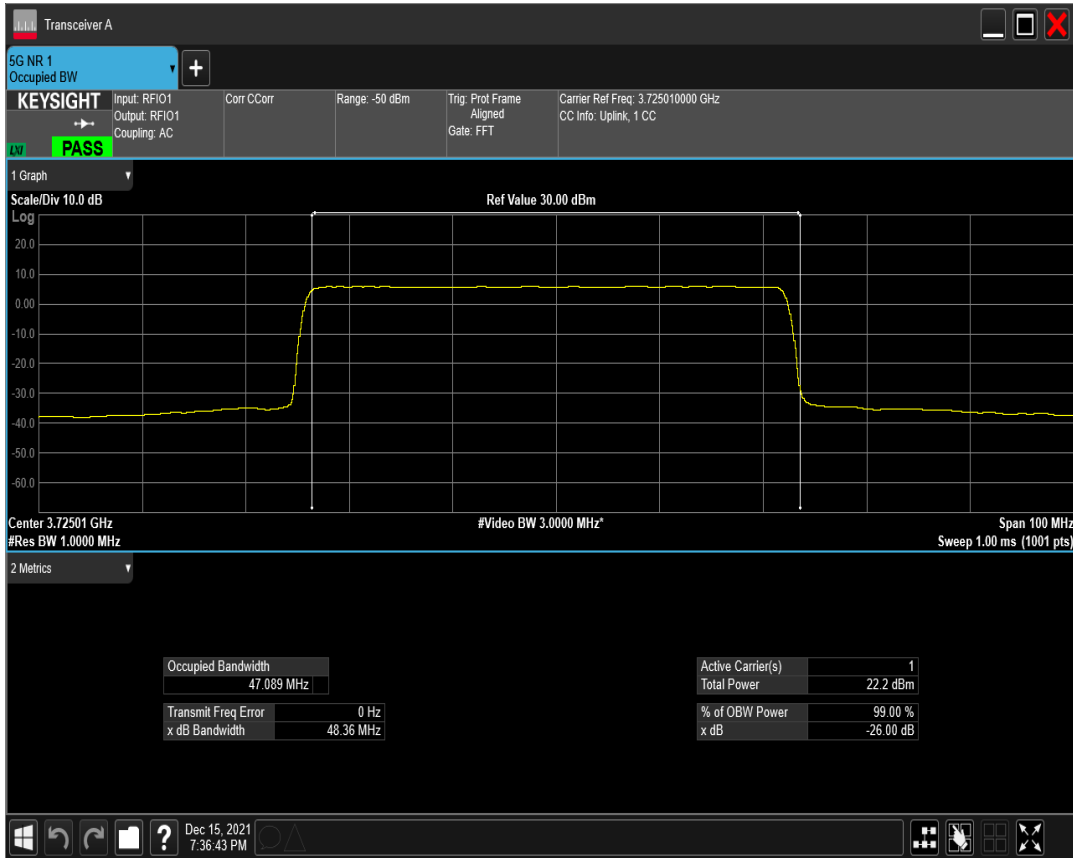 Transceiver A
5G NR 1
Occupied BW
KEYSIGHT
LXI
PASS
Input: RFIO1
Output: RFIO1
Coupling: AC
Corr CCorr
Range: -50 dBm
Trig: Prot Frame
Aligned
Gate: FFT
Carrier Ref Freq: 3.725010000 GHz
CC Info: Uplink, 1 CC
1 Graph
Scale/Div 10.0 dB
Ref Value 30.00 dBm
Log
20.0
10.0
0.00
-10.0
-20.0
-30.0
-40.0
-50.0
-60.0
Center 3.72501 GHz
#Video BW 3.0000 MHz*
Span 100 MHz
#Res BW 1.0000 MHz
Sweep 1.00 ms (1001 pts)
2 Metrics
Occupied Bandwidth
47.089 MHz
Transmit Freq Error 0 Hz
x dB Bandwidth 48.36 MHz
Active Carrier(s) 1
Total Power 22.2 dBm
% of OBW Power 99.00 %
x dB -26.00 dB
?
Dec 15, 2021
7:36:43 PM